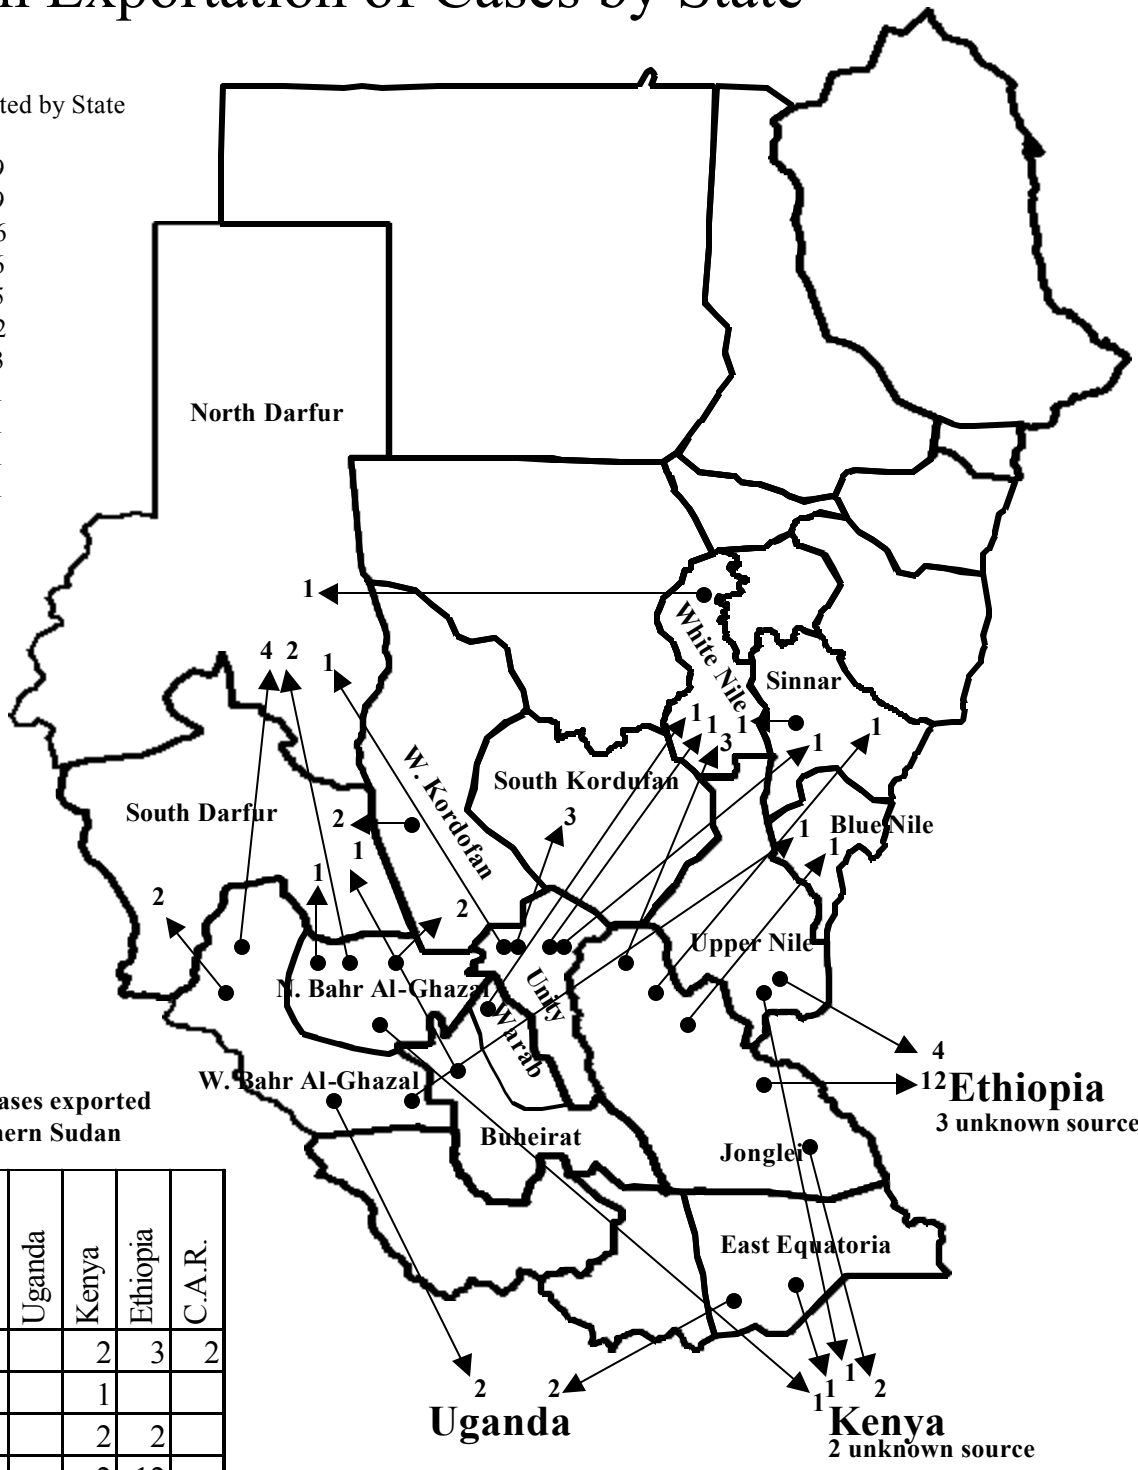 Exportation of Cases by State
ted by State
North Darfur
1
White Nile
4 2 1
Sinnar
1 1 1 1 1
3
W. Kordofan
South Kordufan
South Darfur
2
3
1
Blue Nile
1 1
1
2
2
Upper Nile
N. Bahr Al-Ghazal
Unity
Warab
4
W. Bahr Al-Ghazal
12 Ethiopia
3 unknown source
ases exported
hern Sudan
Buheirat
Jonglei
East Equatoria
Uganda Kenya Ethiopia C.A.R.
2 3 2
1
2 2
2 2 1 1 1 2
Uganda Kenya
2 unknown source